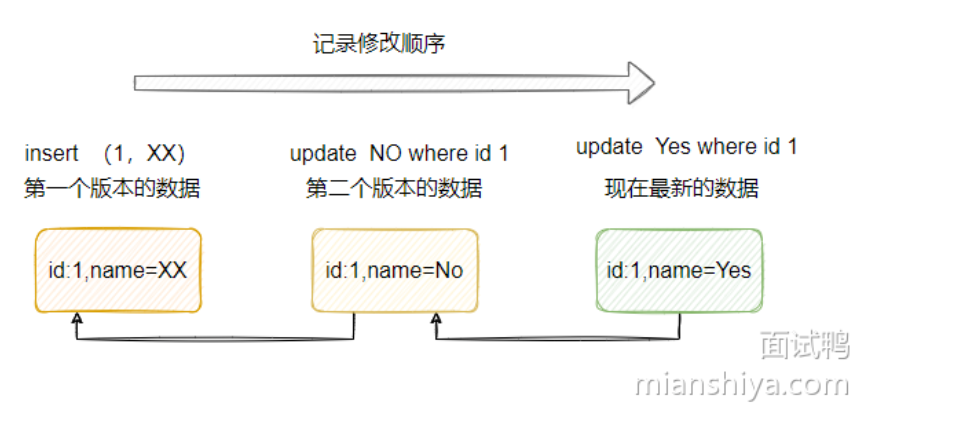 记录修改顺序
insert （1，XX）
第一个版本的数据
update NO where id 1
第二个版本的数据
update Yes where id 1
现在最新的数据
id:1,name=XX
id:1,name=No
id:1,name=Yes
面试鸭
mianshiya.com